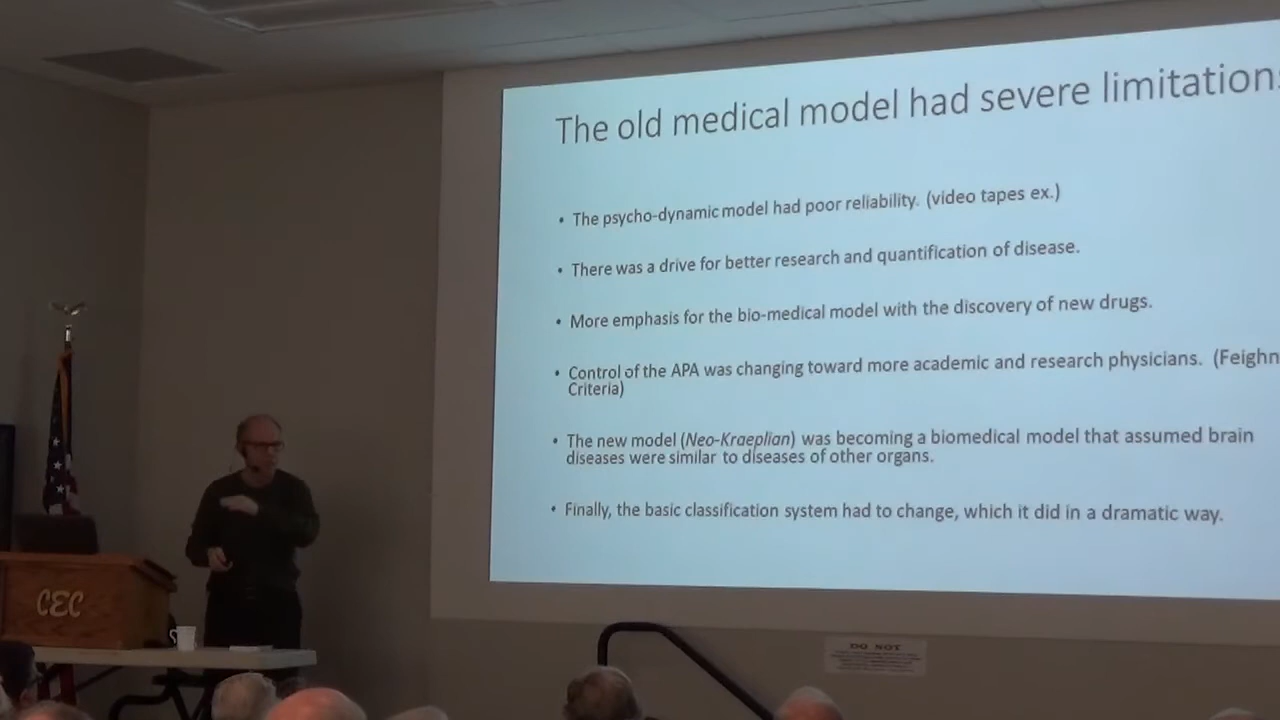 The old medical model had severe limitations
• The psycho-dynamic model had poor reliability. (video tapes ex.)
• There was a drive for better research and quantification of disease.
• More emphasis for the bio-medical model with the discovery of new drugs.
• Control of the APA was changing toward more academic and research physicians. (Feighn
Criteria)
• The new model (Neo-Kraeplian) was becoming a biomedical model that assumed brain
diseases were similar to diseases of other organs.
• Finally, the basic classification system had to change, which it did in a dramatic way.
CEC
DO NOT